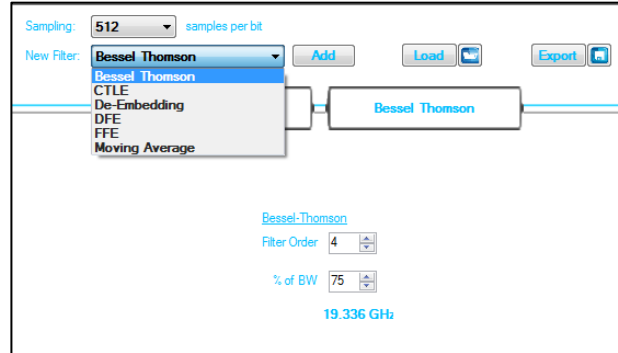 Sampling: 512 samples per bit
New Filter: Bessel Thomson Add Load Export
Bessel Thomson
CTLE
De-Embedding
DFE
FFE
Moving Average
Bessel Thomson
Bessel-Thomson
Filter Order 4
% of BW 75
19.336 GHz